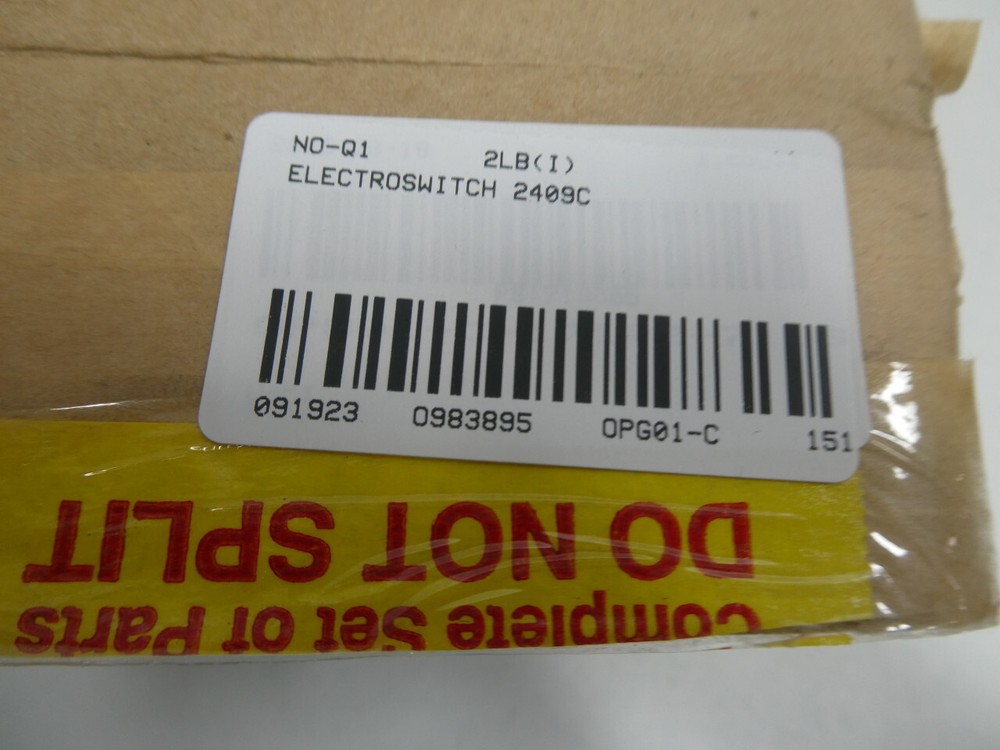 NO-Q1 2LB(I)
ELECTROSWITCH 2409C
091923 0983895 OPG01-C 151
DO NOT SPLIT
Complete Set of Parts